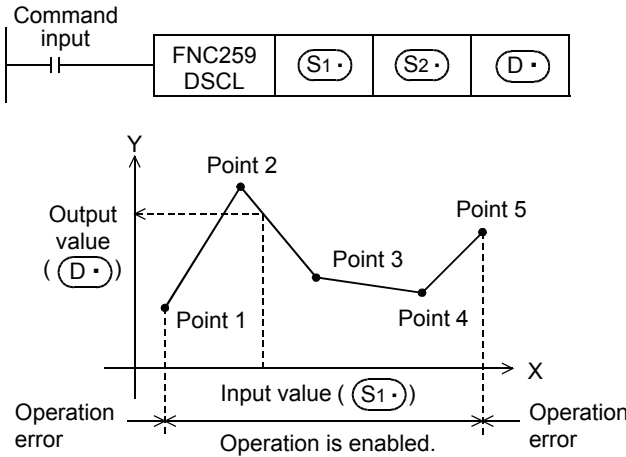 Command
input
FNC259
DSCL
S1 ·
S2 ·
D ·
Y
Point 2
Output
value
( D · )
Point 5
Point 3
Point 1
Point 4
X
Input value ( S1 · )
Operation
error
Operation is enabled.
Operation
error